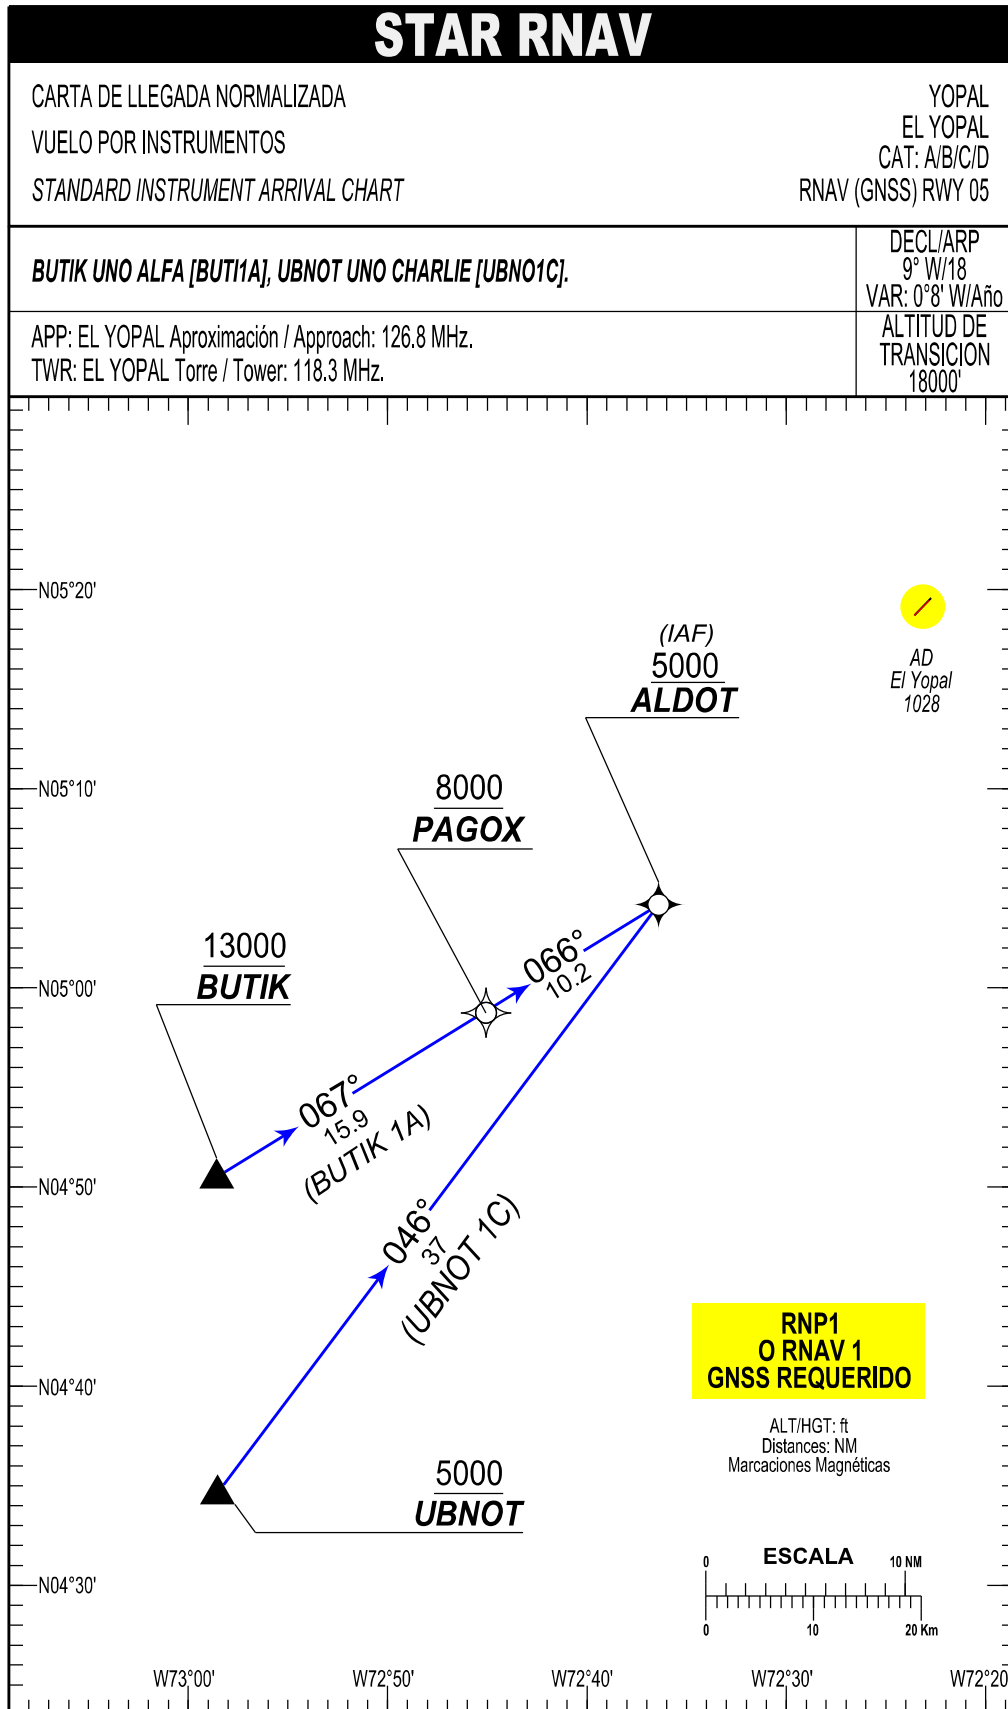 STAR RNAV
CARTA DE LLEGADA NORMALIZADA
VUELO POR INSTRUMENTOS
STANDARD INSTRUMENT ARRIVAL CHART
YOPAL
EL YOPAL
CAT: A/B/C/D
RNAV (GNSS) RWY 05
BUTIK UNO ALFA [BUTI1A], UBNOT UNO CHARLIE [UBNO1C].
DECL/ARP
9° W/18
VAR: 0°8' W/Año
APP: EL YOPAL Aproximación / Approach: 126.8 MHz.
TWR: EL YOPAL Torre / Tower: 118.3 MHz.
ALTITUD DE
TRANSICION
18000'
N05°20'
(IAF)
5000
ALDOT
AD
El Yopal
1028
N05°10'
8000
PAGOX
13000
BUTIK
N05°00'
066°
10.2
067°
15.9
(BUTIK 1A)
N04°50'
046°
37
(UBNOT 1C)
RNP1
O RNAV 1
GNSS REQUERIDO
N04°40'
ALT/HGT: ft
Distances: NM
Marcaciones Magnéticas
5000
UBNOT
ESCALA
0
10 NM
N04°30'
0
10
20 Km
W73°00'
W72°50'
W72°40'
W72°30'
W72°20